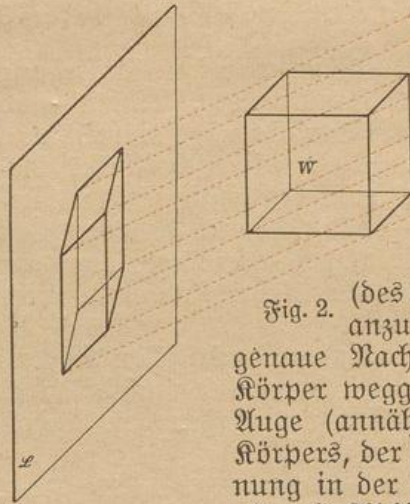 W
Fig. 2.
(des
anzu
genaue Nach
Körper wegg
Auge (annäh
Körpers, der
nung in der